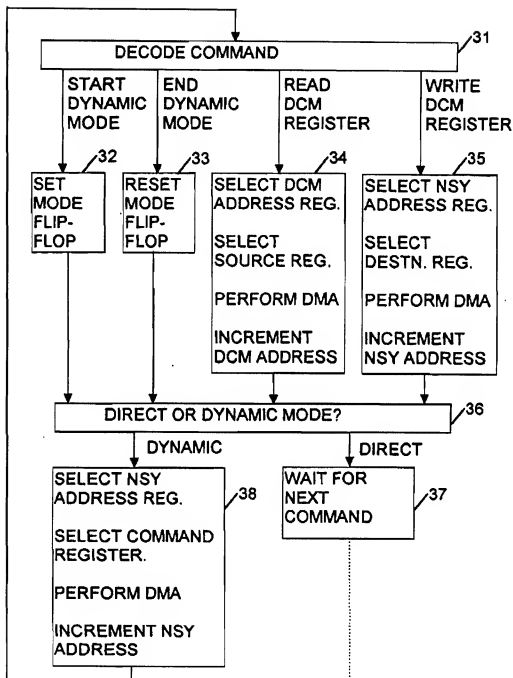 31
DECODE COMMAND
START
DYNAMIC
MODE
END
DYNAMIC
MODE
READ
DCM
REGISTER
WRITE
DCM
REGISTER
32
SET
MODE
FLIP-
FLOP
33
RESET
MODE
FLIP-
FLOP
34
SELECT DCM
ADDRESS REG.
SELECT
SOURCE REG.
PERFORM DMA
INCREMENT
DCM ADDRESS
35
SELECT NSY
ADDRESS REG.
SELECT
DESTN. REG.
PERFORM DMA
INCREMENT
NSY ADDRESS
DIRECT OR DYNAMIC MODE?
36
DYNAMIC
DIRECT
SELECT NSY
ADDRESS REG.
SELECT COMMAND
REGISTER.
PERFORM DMA
INCREMENT NSY
ADDRESS
38
WAIT FOR
NEXT
COMMAND
37